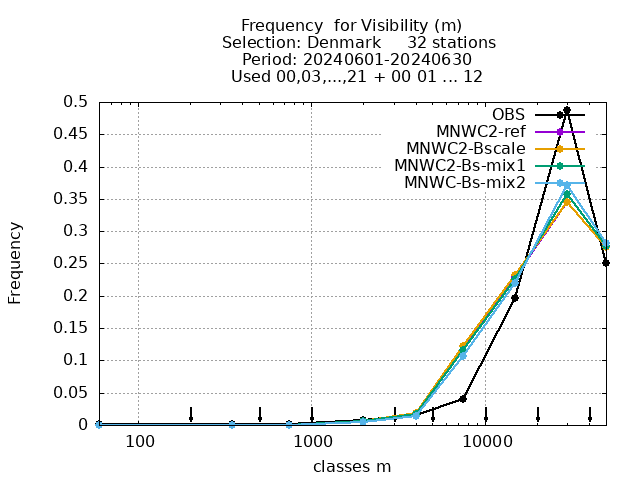 Frequency  for Visibility (m)
Selection: Denmark     32 stations
Period: 20240601-20240630
Used 00,03,...,21 + 00 01 ... 12
0.5
0.45
0.4
0.35
0.3
0.25
0.2
0.15
0.1
0.05
0
Frequency
OBS
MNWC2-ref
MNWC2-Bscale
MNWC2-Bs-mix1
MNWC-Bs-mix2
100 1000 10000
classes m